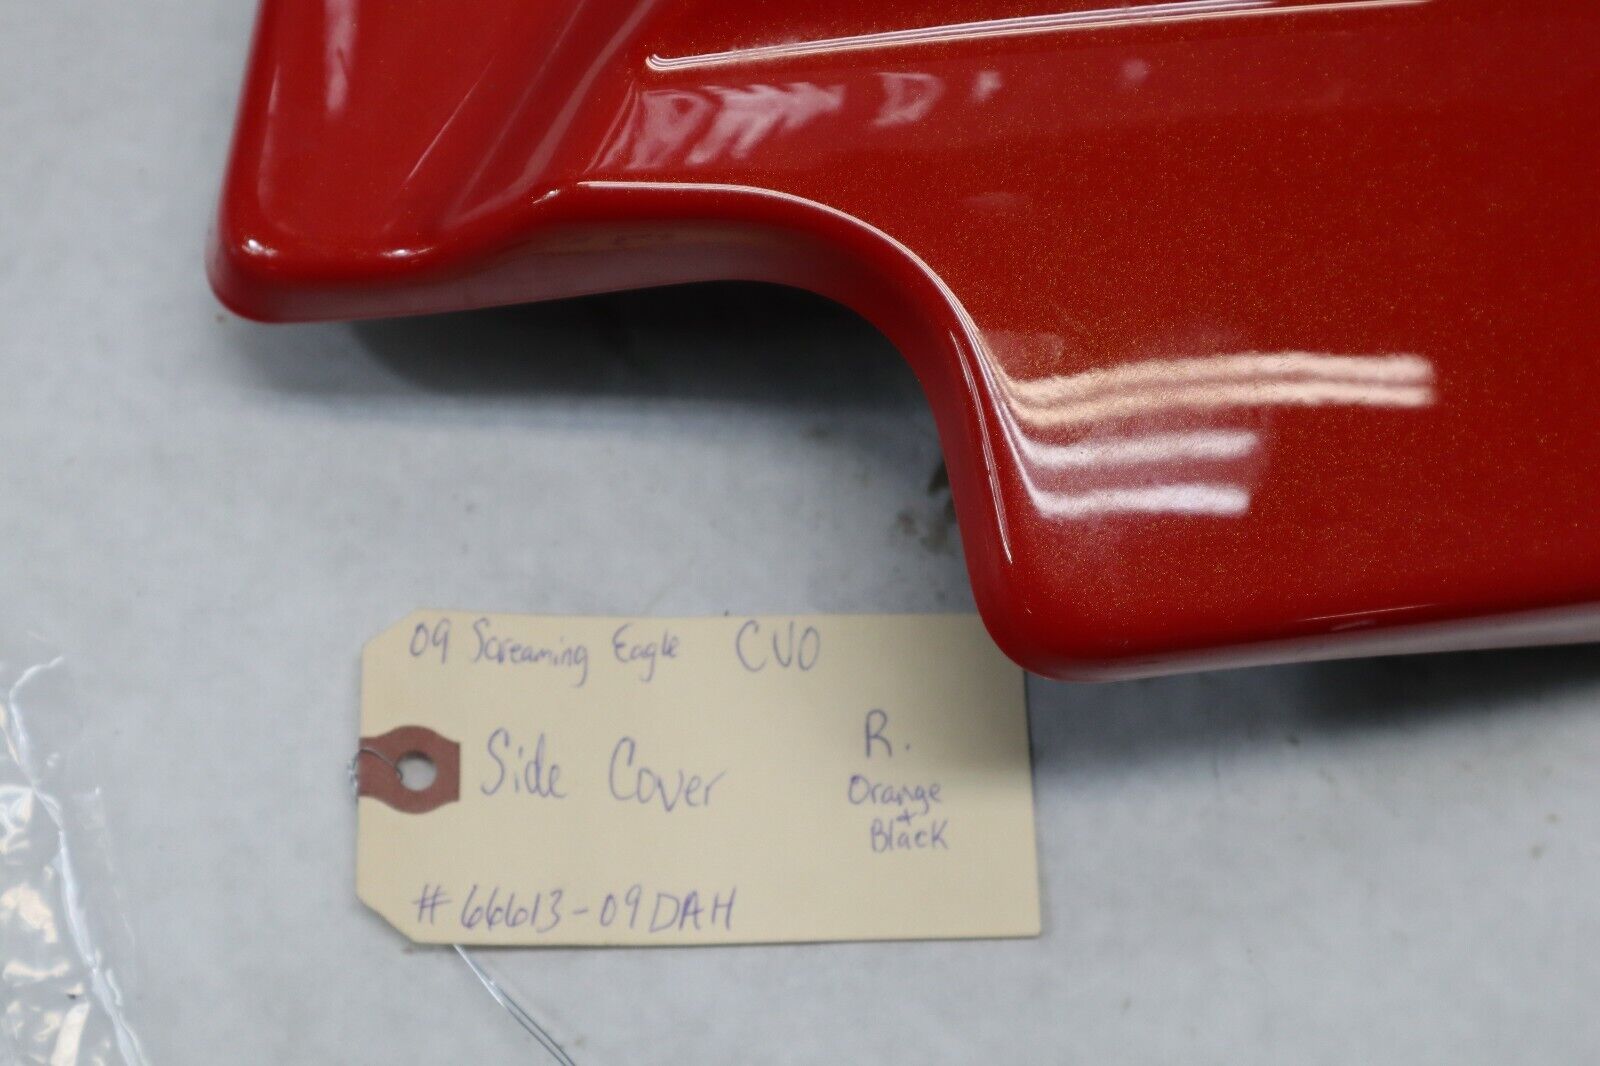 09 Screaming Eagle CVO
Side Cover R.
Orange
+
Black
#66613-09DAH